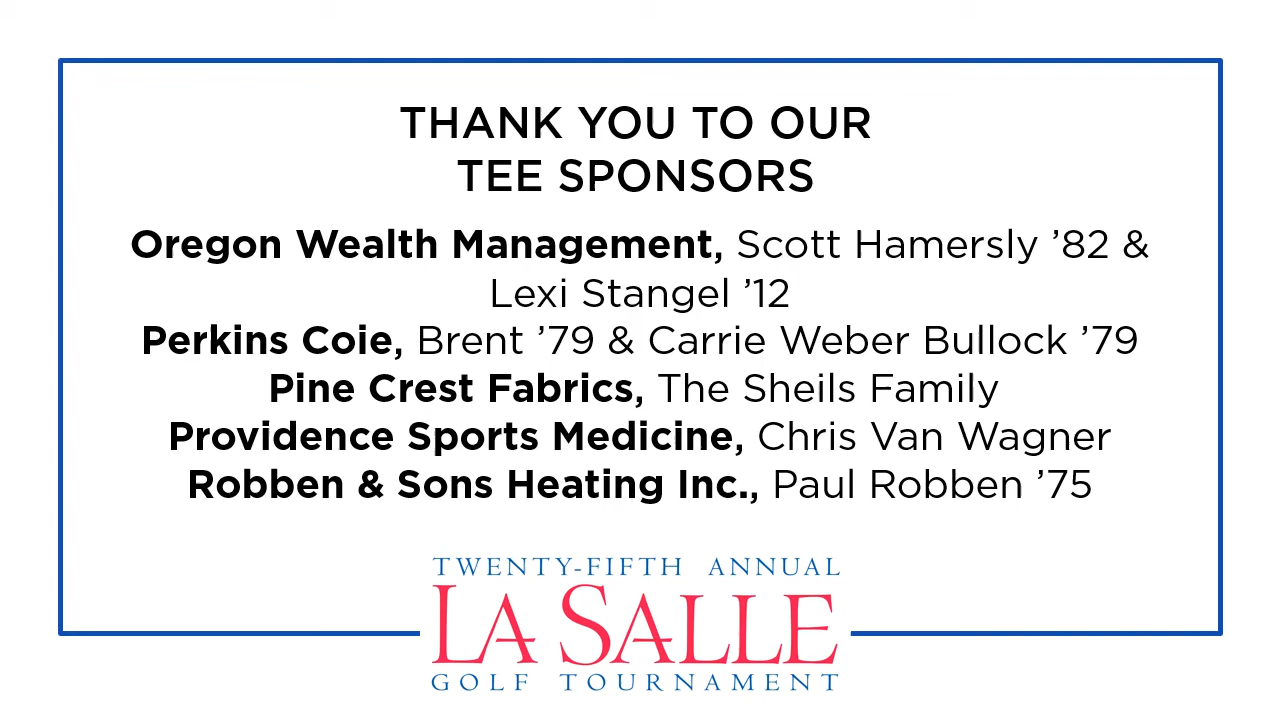 THANK YOU TO OUR
TEE SPONSORS
Oregon Wealth Management, Scott Hamersly ’82 &
Lexi Stangel ’12
Perkins Coie, Brent ’79 & Carrie Weber Bullock ’79
Pine Crest Fabrics, The Sheils Family
Providence Sports Medicine, Chris Van Wagner
Robben & Sons Heating Inc., Paul Robben ’75
TWENTY-FIFTH ANNUAL
LA SALLE
GOLF TOURNAMENT